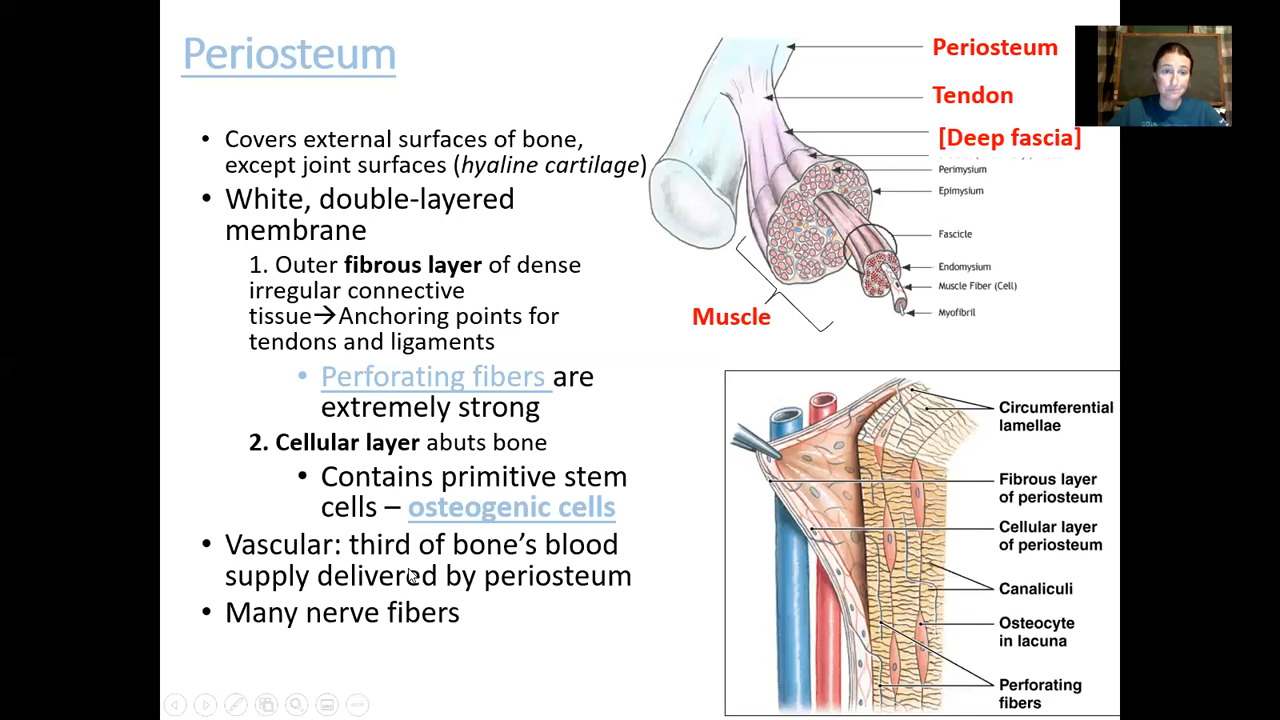 Periosteum
• Covers external surfaces of bone,
except joint surfaces (hyaline cartilage)
• White, double-layered
membrane
1. Outer fibrous layer of dense
irregular connective
tissue→Anchoring points for
tendons and ligaments
• Perforating fibers are
extremely strong
2. Cellular layer abuts bone
• Contains primitive stem
cells – osteogenic cells
• Vascular: third of bone's blood
supply delivered by periosteum
• Many nerve fibers
Periosteum
Tendon
[Deep fascia]
Perimysium
Epimysium
Fascicle
Endomysium
Muscle Fiber (Cell)
Myofibril
Muscle
Circumferential
lamellae
Fibrous layer
of periosteum
Cellular layer
of periosteum
Canaliculi
Osteocyte
in lacuna
Perforating
fibers